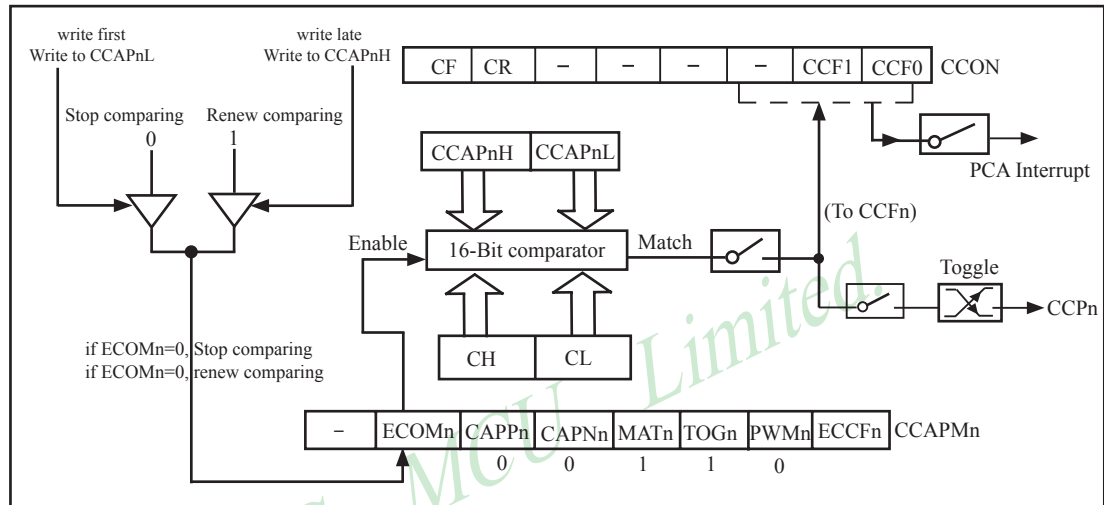 write first
Write to CCAPnL
write late
Write to CCAPnH
CF CR – – – – CCF1 CCF0 CCON
Stop comparing
0
Renew comparing
1
CCAPnH CCAPnL
PCA Interrupt
(To CCFn)
Enable
16-Bit comparator
Match
Toggle
CCPn
CH CL
if ECOMn=0, Stop comparing
if ECOMn=0, renew comparing
– ECOMn CAPPn CAPNn MATn TOGn PWMn ECCFn CCAPMn
0 0 1 1 0
MCU Limited.